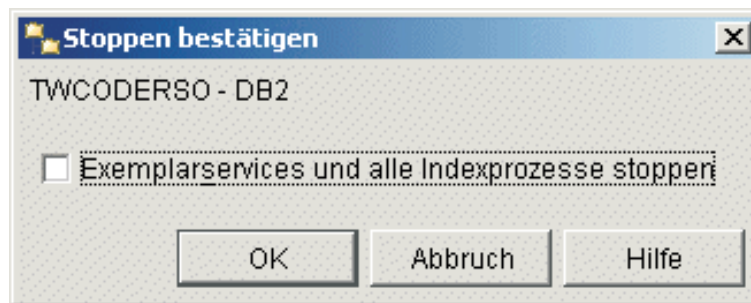 Stoppen bestätigen
TWCODERSO - DB2
Exemplarservices und alle Indexprozesse stoppen
OK Abbruch Hilfe